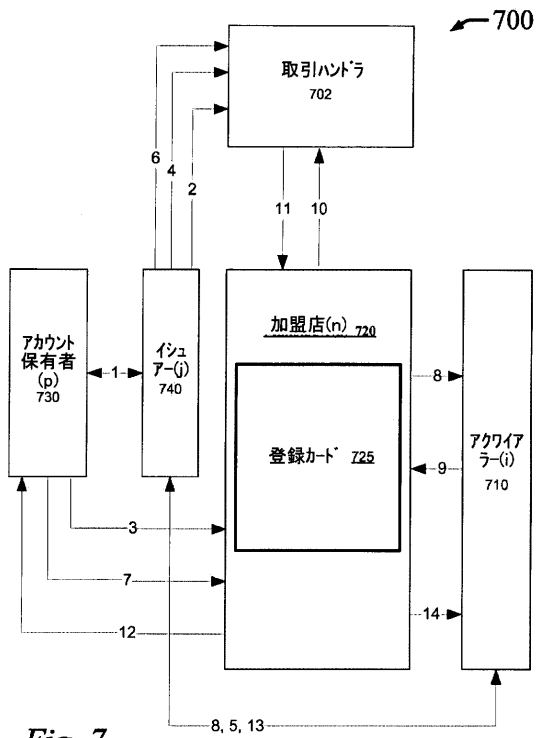 700
取引ハンドラ
702
6
4
2
11
10
アカウント
保有者
(p)
730
1
イシュ
アー(j)
740
加盟店(n) 720
登録カード 725
8
9
アクワイア
ラー(i)
710
3
7
12
14
8, 5, 13
Fig. 7